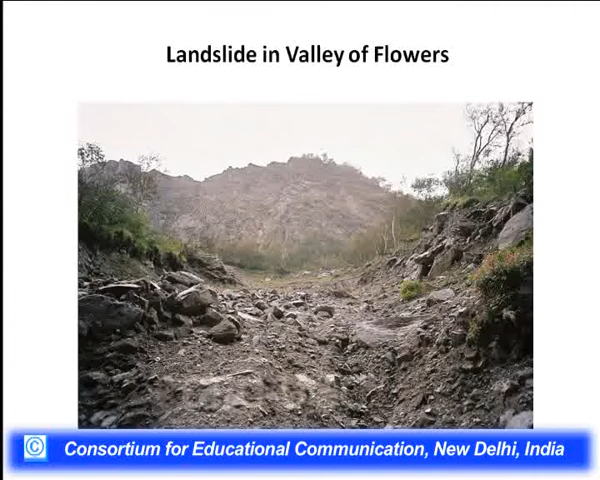 Landslide in Valley of Flowers
© Consortium for Educational Communication, New Delhi, India